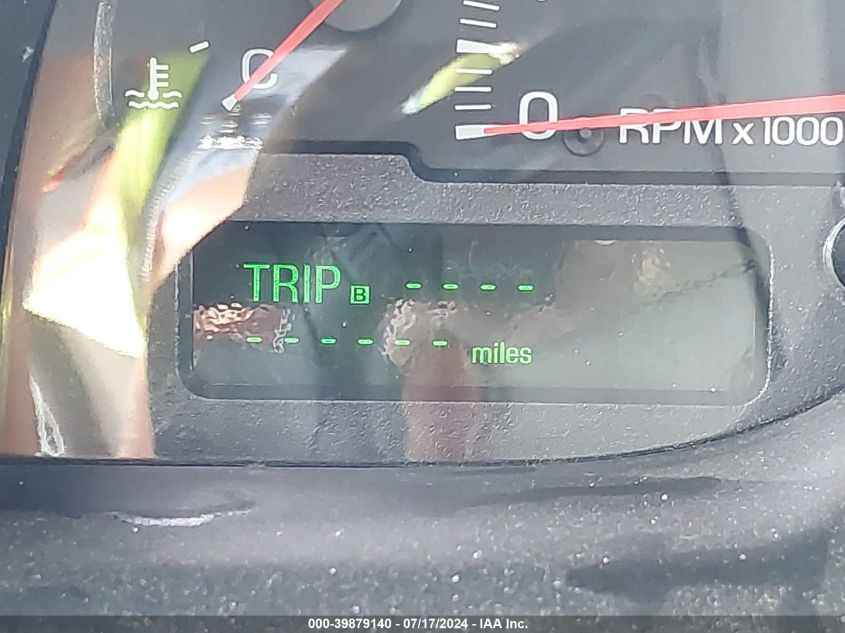 C
0 RPM x 1000
TRIP B - - - -
- - - - - - miles
000-39879140 - 07/17/2024 - IAA Inc.